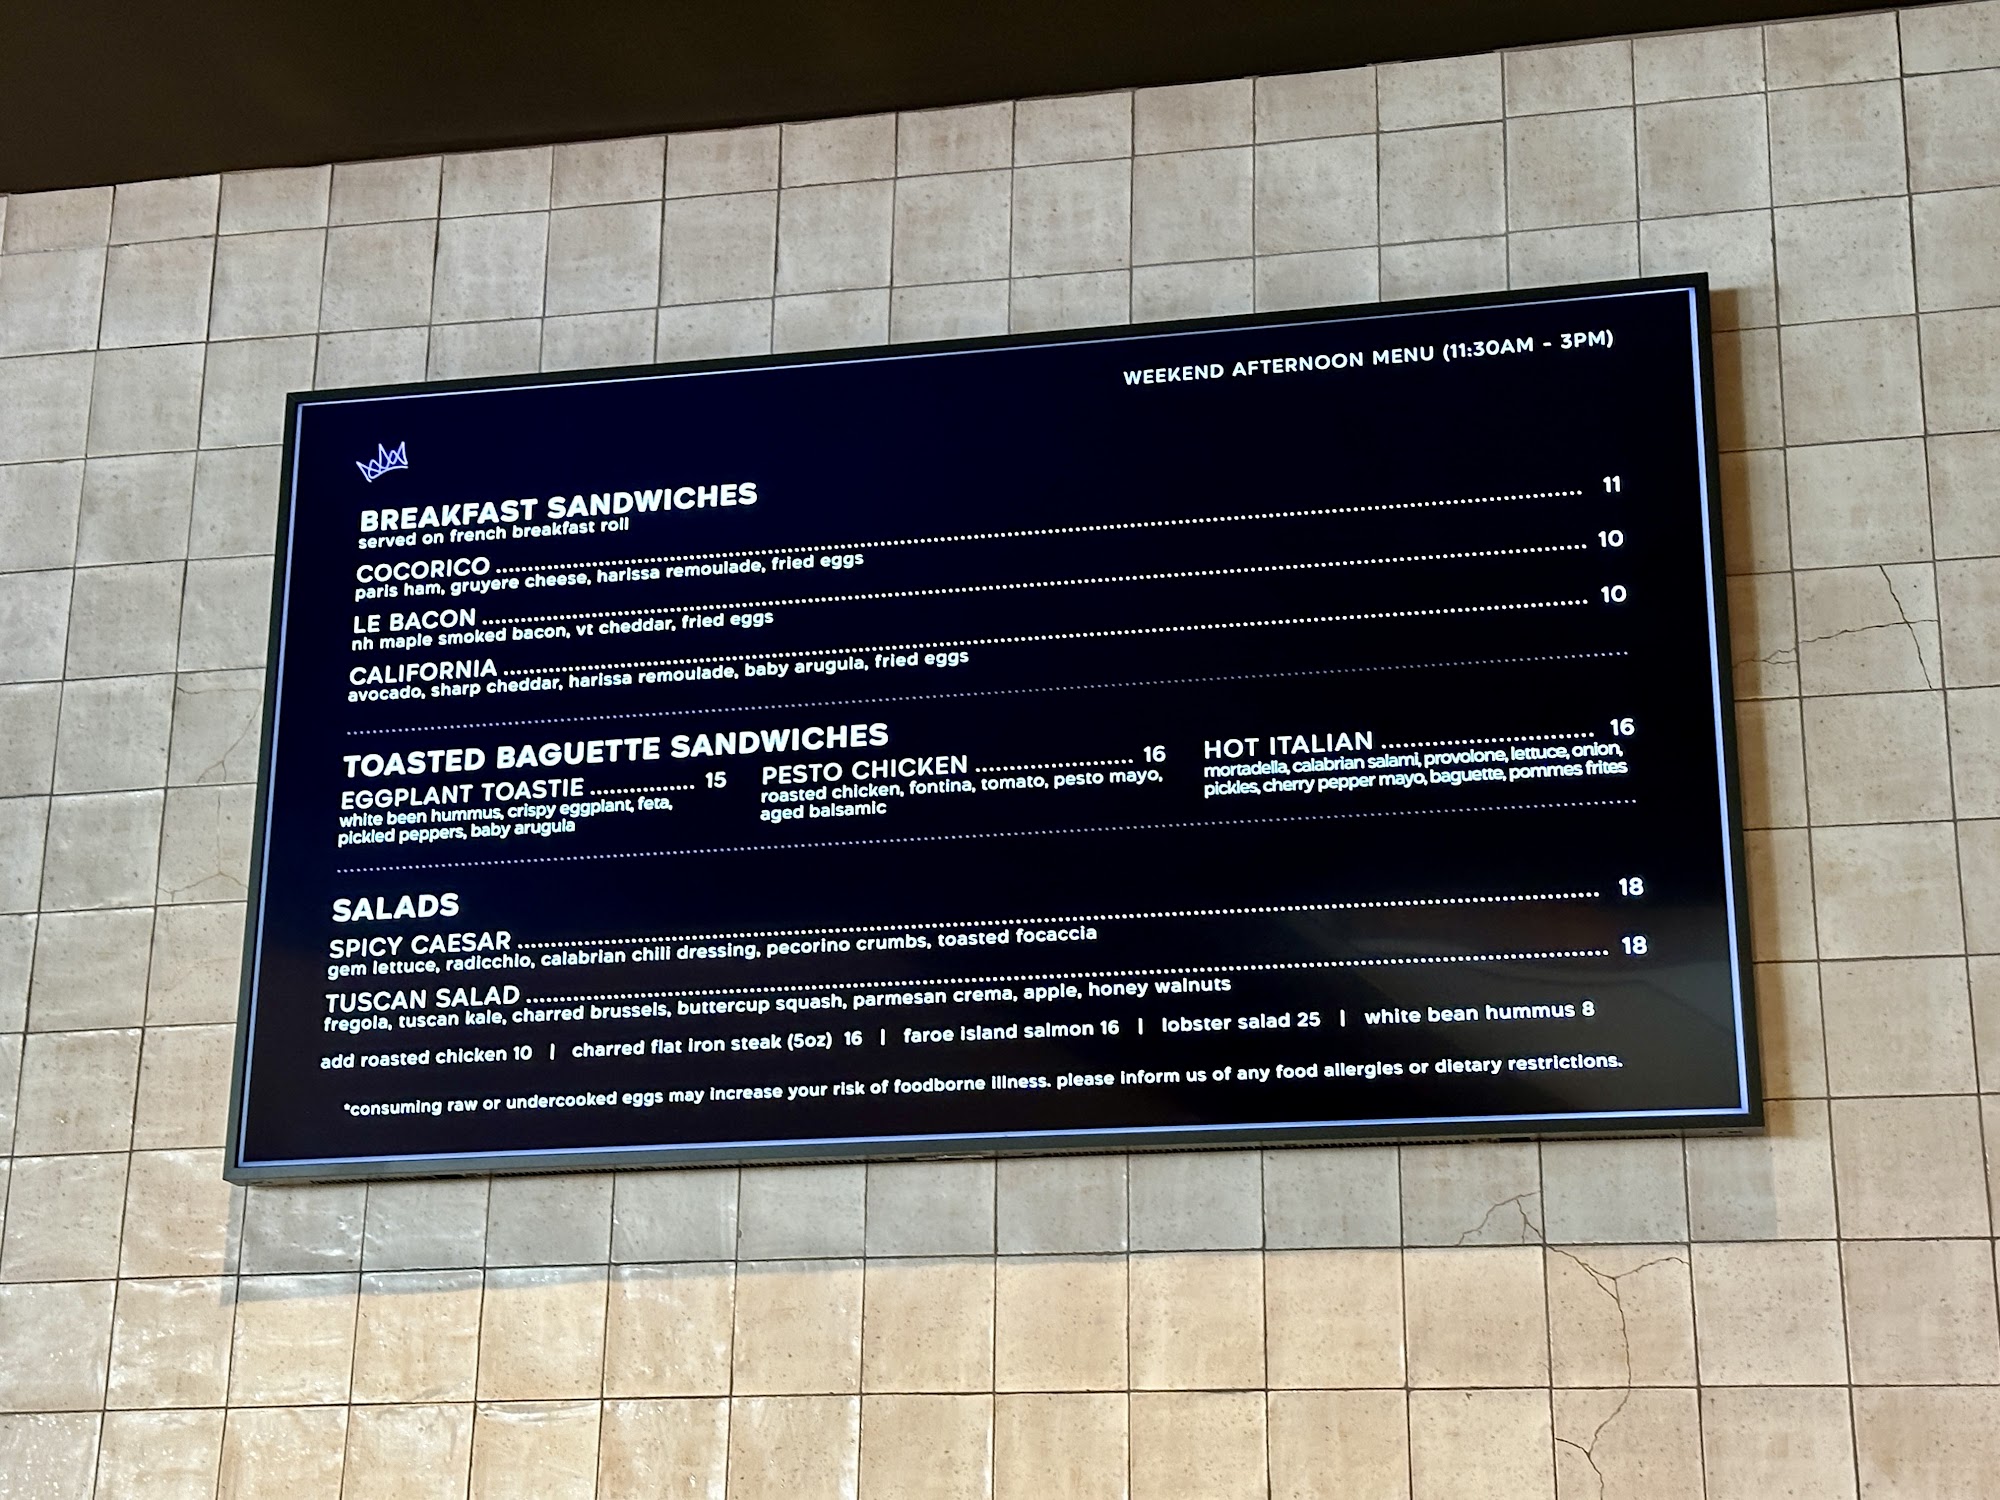 WEEKEND AFTERNOON MENU (11:30AM - 3PM)
BREAKFAST SANDWICHES
served on french breakfast roll
COCORICO ........ 11
paris ham, gruyere cheese, harissa remoulade, fried eggs
LE BACON ........ 10
nh maple smoked bacon, vt cheddar, fried eggs
CALIFORNIA ........ 10
avocado, sharp cheddar, harissa remoulade, baby arugula, fried eggs
TOASTED BAGUETTE SANDWICHES
EGGPLANT TOASTIE ........ 15
white been hummus, crispy eggplant, feta,
pickled peppers, baby arugula
PESTO CHICKEN ........ 16
roasted chicken, fontina, tomato, pesto mayo,
aged balsamic
HOT ITALIAN ........ 16
mortadella, calabrian salami, provolone, lettuce, onion,
pickles, cherry pepper mayo, baguette, pommes frites
SALADS
SPICY CAESAR ........ 18
gem lettuce, radicchio, calabrian chili dressing, pecorino crumbs, toasted focaccia
TUSCAN SALAD ........ 18
fregola, tuscan kale, charred brussels, buttercup squash, parmesan crema, apple, honey walnuts
add roasted chicken 10 | charred flat iron steak (5oz) 16 | faroe island salmon 16 | lobster salad 25 | white bean hummus 8
*consuming raw or undercooked eggs may increase your risk of foodborne illness. please inform us of any food allergies or dietary restrictions.